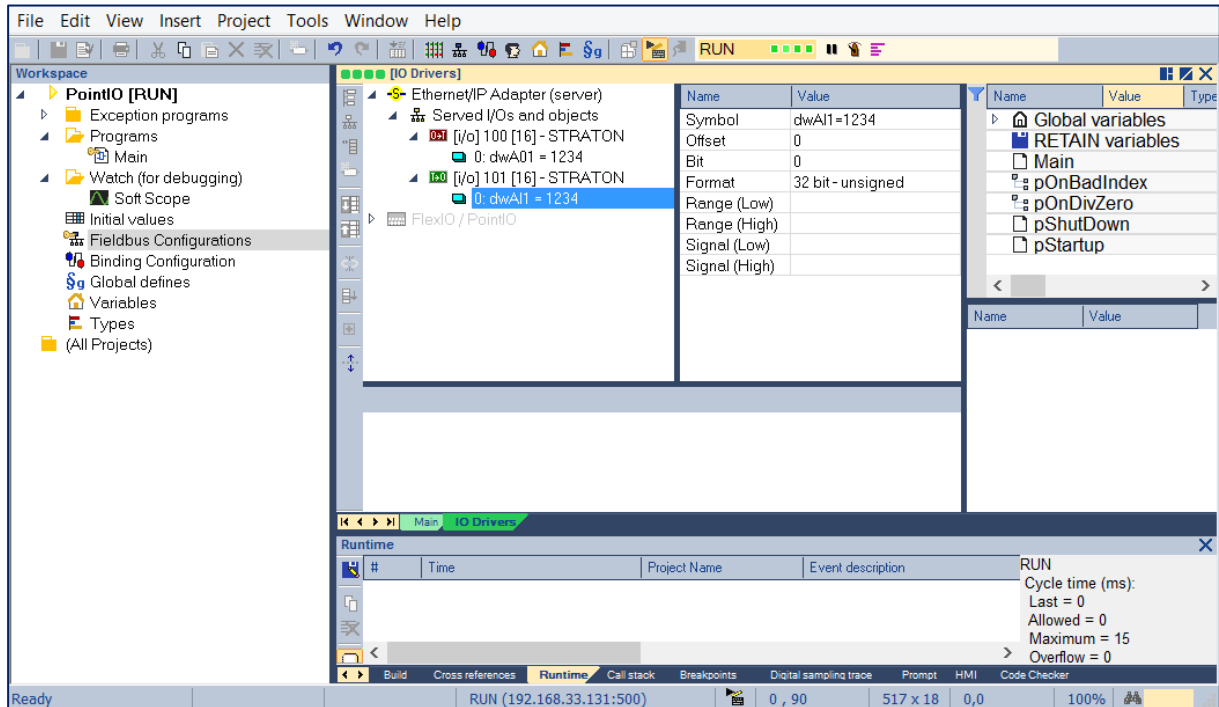 File Edit View Insert Project Tools Window Help
RUN
Workspace
PointIO [RUN]
Exception programs
Programs
Main
Watch (for debugging)
Soft Scope
Initial values
Fieldbus Configurations
Binding Configuration
§g Global defines
Variables
Types
(All Projects)
[IO Drivers]
Ethernet/IP Adapter (server)
Served I/Os and objects
[i/o] 100 [16] - STRATON
0: dwA01 = 1234
[i/o] 101 [16] - STRATON
0: dwAI1 = 1234
FlexIO / PointIO
Name Value
Symbol dwAI1=1234
Offset 0
Bit 0
Format 32 bit - unsigned
Range (Low)
Range (High)
Signal (Low)
Signal (High)
Name Value Type
Global variables
RETAIN variables
Main
pOnBadIndex
pOnDivZero
pShutDown
pStartup
Name Value
Main IO Drivers
Runtime
# Time Project Name Event description
RUN
Cycle time (ms):
Last = 0
Allowed = 0
Maximum = 15
Overflow = 0
Build Cross references Runtime Call stack Breakpoints Digital sampling trace Prompt HMI Code Checker
Ready RUN (192.168.33.131:500) 0 , 90 517 x 18 0,0 100%